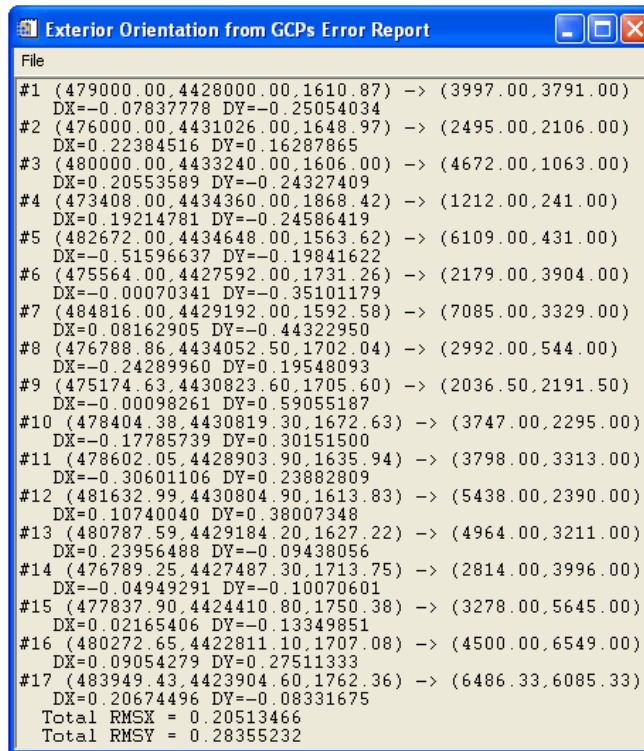 Exterior Orientation from GCPs Error Report
File
#1 (479000.00,4428000.00,1610.87) -> (3997.00,3791.00)
DX=-0.07837778 DY=-0.25054034
#2 (476000.00,4431026.00,1648.97) -> (2495.00,2106.00)
DX=0.22384516 DY=0.16287865
#3 (480000.00,4433240.00,1606.00) -> (4672.00,1063.00)
DX=0.20553589 DY=-0.24327409
#4 (473408.00,4434360.00,1868.42) -> (1212.00,241.00)
DX=0.19214781 DY=-0.24586419
#5 (482672.00,4434648.00,1563.62) -> (6109.00,431.00)
DX=-0.51596637 DY=-0.19841622
#6 (475564.00,4427592.00,1731.26) -> (2179.00,3904.00)
DX=-0.00070341 DY=-0.35101179
#7 (484816.00,4429192.00,1592.58) -> (7085.00,3329.00)
DX=0.08162905 DY=-0.44322950
#8 (476788.86,4434052.50,1702.04) -> (2992.00,544.00)
DX=-0.24289960 DY=0.19548093
#9 (475174.63,4430823.60,1705.60) -> (2036.50,2191.50)
DX=-0.00098261 DY=0.59055187
#10 (478404.38,4430819.30,1672.63) -> (3747.00,2295.00)
DX=-0.17785739 DY=0.30151500
#11 (478602.05,4428903.90,1635.94) -> (3798.00,3313.00)
DX=-0.30601106 DY=0.23882809
#12 (481632.99,4430804.90,1613.83) -> (5438.00,2390.00)
DX=0.10740040 DY=0.38007348
#13 (480787.59,4429184.20,1627.22) -> (4964.00,3211.00)
DX=0.23956488 DY=-0.09438056
#14 (476789.25,4427487.30,1713.75) -> (2814.00,3996.00)
DX=-0.04949291 DY=-0.10070601
#15 (477837.90,4424410.80,1750.38) -> (3278.00,5645.00)
DX=0.02165406 DY=-0.13349851
#16 (480272.65,4422811.10,1707.08) -> (4500.00,6549.00)
DX=0.09054279 DY=0.27511333
#17 (483949.43,4423904.60,1762.36) -> (6486.33,6085.33)
DX=0.20674496 DY=-0.08331675
Total RMSX = 0.20513466
Total RMSY = 0.28355232